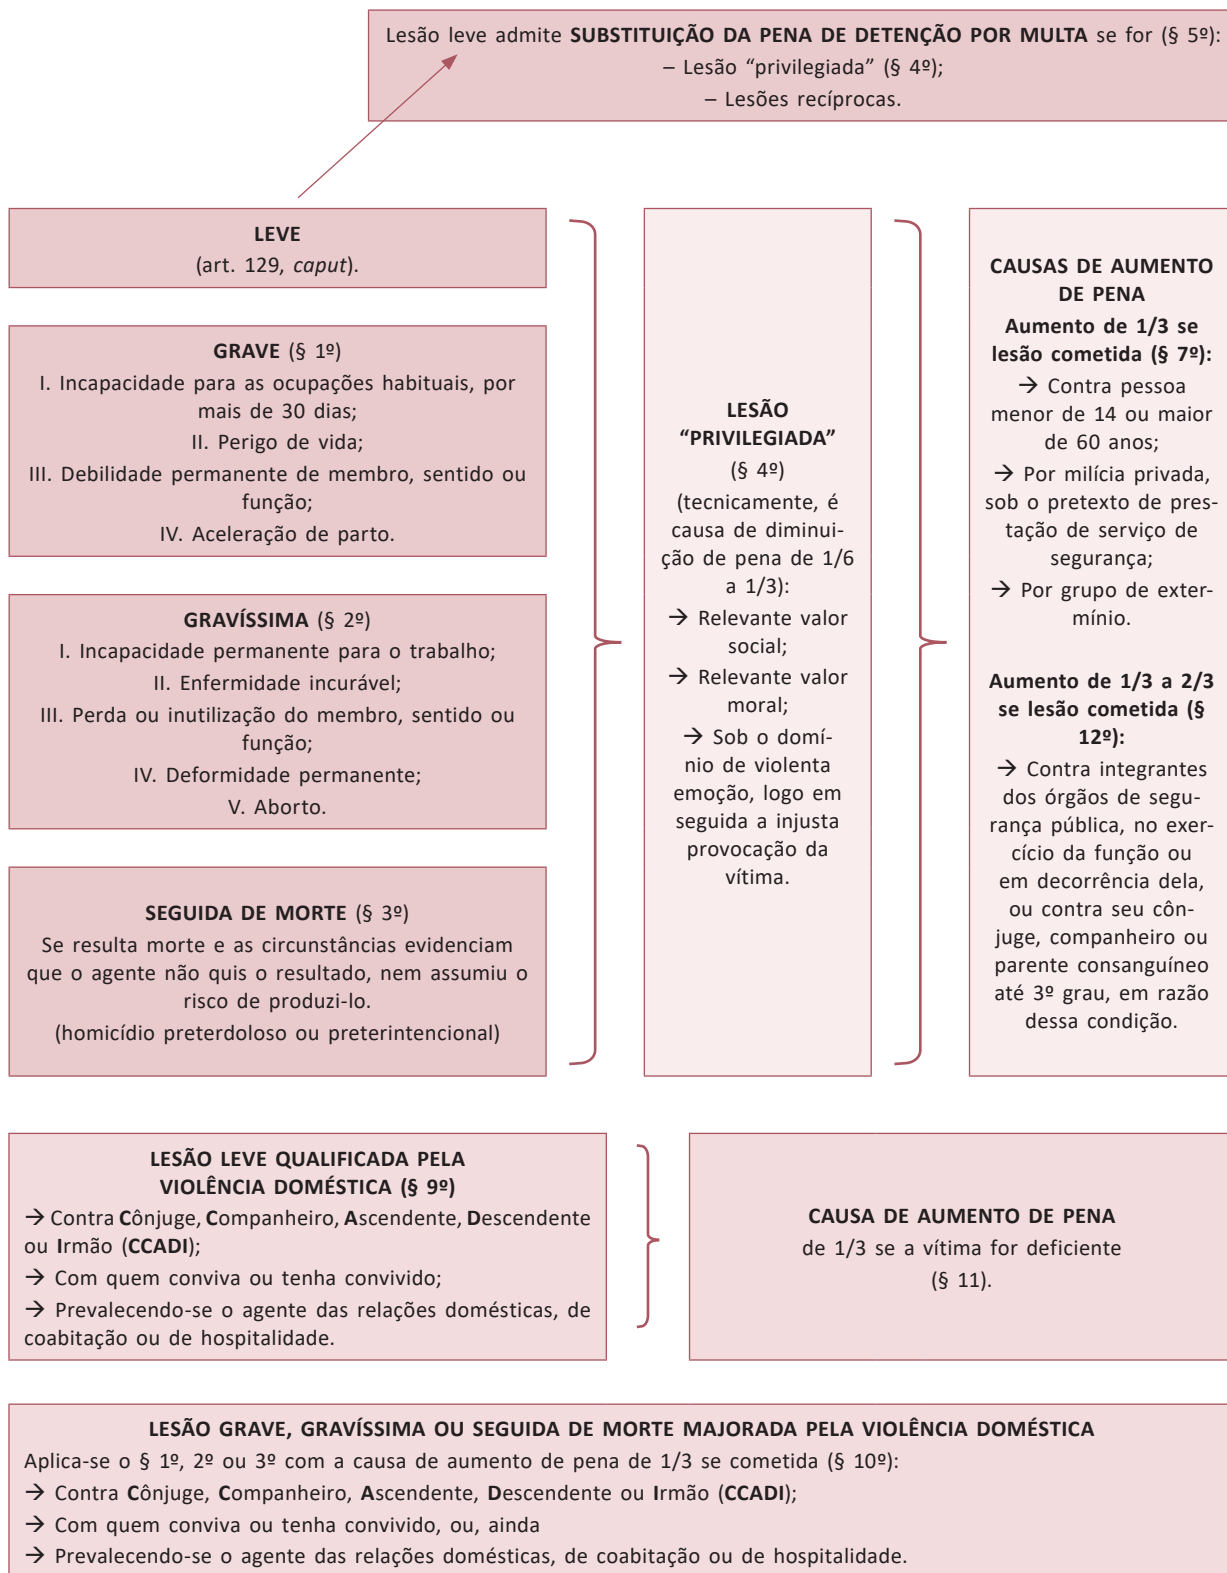 Lesão leve admite SUBSTITUIÇÃO DA PENA DE DETENÇÃO POR MULTA se for (§ 5º):
– Lesão “privilegiada” (§ 4º);
– Lesões recíprocas.
LEVE
(art. 129, caput).
GRAVE (§ 1º)
I. Incapacidade para as ocupações habituais, por
mais de 30 dias;
II. Perigo de vida;
III. Debilidade permanente de membro, sentido ou
função;
IV. Aceleração de parto.
GRAVÍSSIMA (§ 2º)
I. Incapacidade permanente para o trabalho;
II. Enfermidade incurável;
III. Perda ou inutilização do membro, sentido ou
função;
IV. Deformidade permanente;
V. Aborto.
SEGUIDA DE MORTE (§ 3º)
Se resulta morte e as circunstâncias evidenciam
que o agente não quis o resultado, nem assumiu o
risco de produzi-lo.
(homicídio preterdoloso ou preterintencional)
LESÃO
“PRIVILEGIADA”
(§ 4º)
(tecnicamente, é
causa de diminui-
ção de pena de 1/6
a 1/3):
→ Relevante valor
social;
→ Relevante valor
moral;
→ Sob o domí-
nio de violenta
emoção, logo em
seguida a injusta
provocação da
vítima.
CAUSAS DE AUMENTO
DE PENA
Aumento de 1/3 se
lesão cometida (§ 7º):
→ Contra pessoa
menor de 14 ou maior
de 60 anos;
→ Por milícia privada,
sob o pretexto de pres-
tação de serviço de
segurança;
→ Por grupo de exter-
mínio.
Aumento de 1/3 a 2/3
se lesão cometida (§
12º):
→ Contra integrantes
dos órgãos de segu-
rança pública, no exer-
cício da função ou
em decorrência dela,
ou contra seu côn-
juge, companheiro ou
parente consanguíneo
até 3º grau, em razão
dessa condição.
LESÃO LEVE QUALIFICADA PELA
VIOLÊNCIA DOMÉSTICA (§ 9º)
→ Contra Cônjuge, Companheiro, Ascendente, Descendente
ou Irmão (CCADI);
→ Com quem conviva ou tenha convivido;
→ Prevalecendo-se o agente das relações domésticas, de
coabitação ou de hospitalidade.
CAUSA DE AUMENTO DE PENA
de 1/3 se a vítima for deficiente
(§ 11).
LESÃO GRAVE, GRAVÍSSIMA OU SEGUIDA DE MORTE MAJORADA PELA VIOLÊNCIA DOMÉSTICA
Aplica-se o § 1º, 2º ou 3º com a causa de aumento de pena de 1/3 se cometida (§ 10º):
→ Contra Cônjuge, Companheiro, Ascendente, Descendente ou Irmão (CCADI);
→ Com quem conviva ou tenha convivido, ou, ainda
→ Prevalecendo-se o agente das relações domésticas, de coabitação ou de hospitalidade.